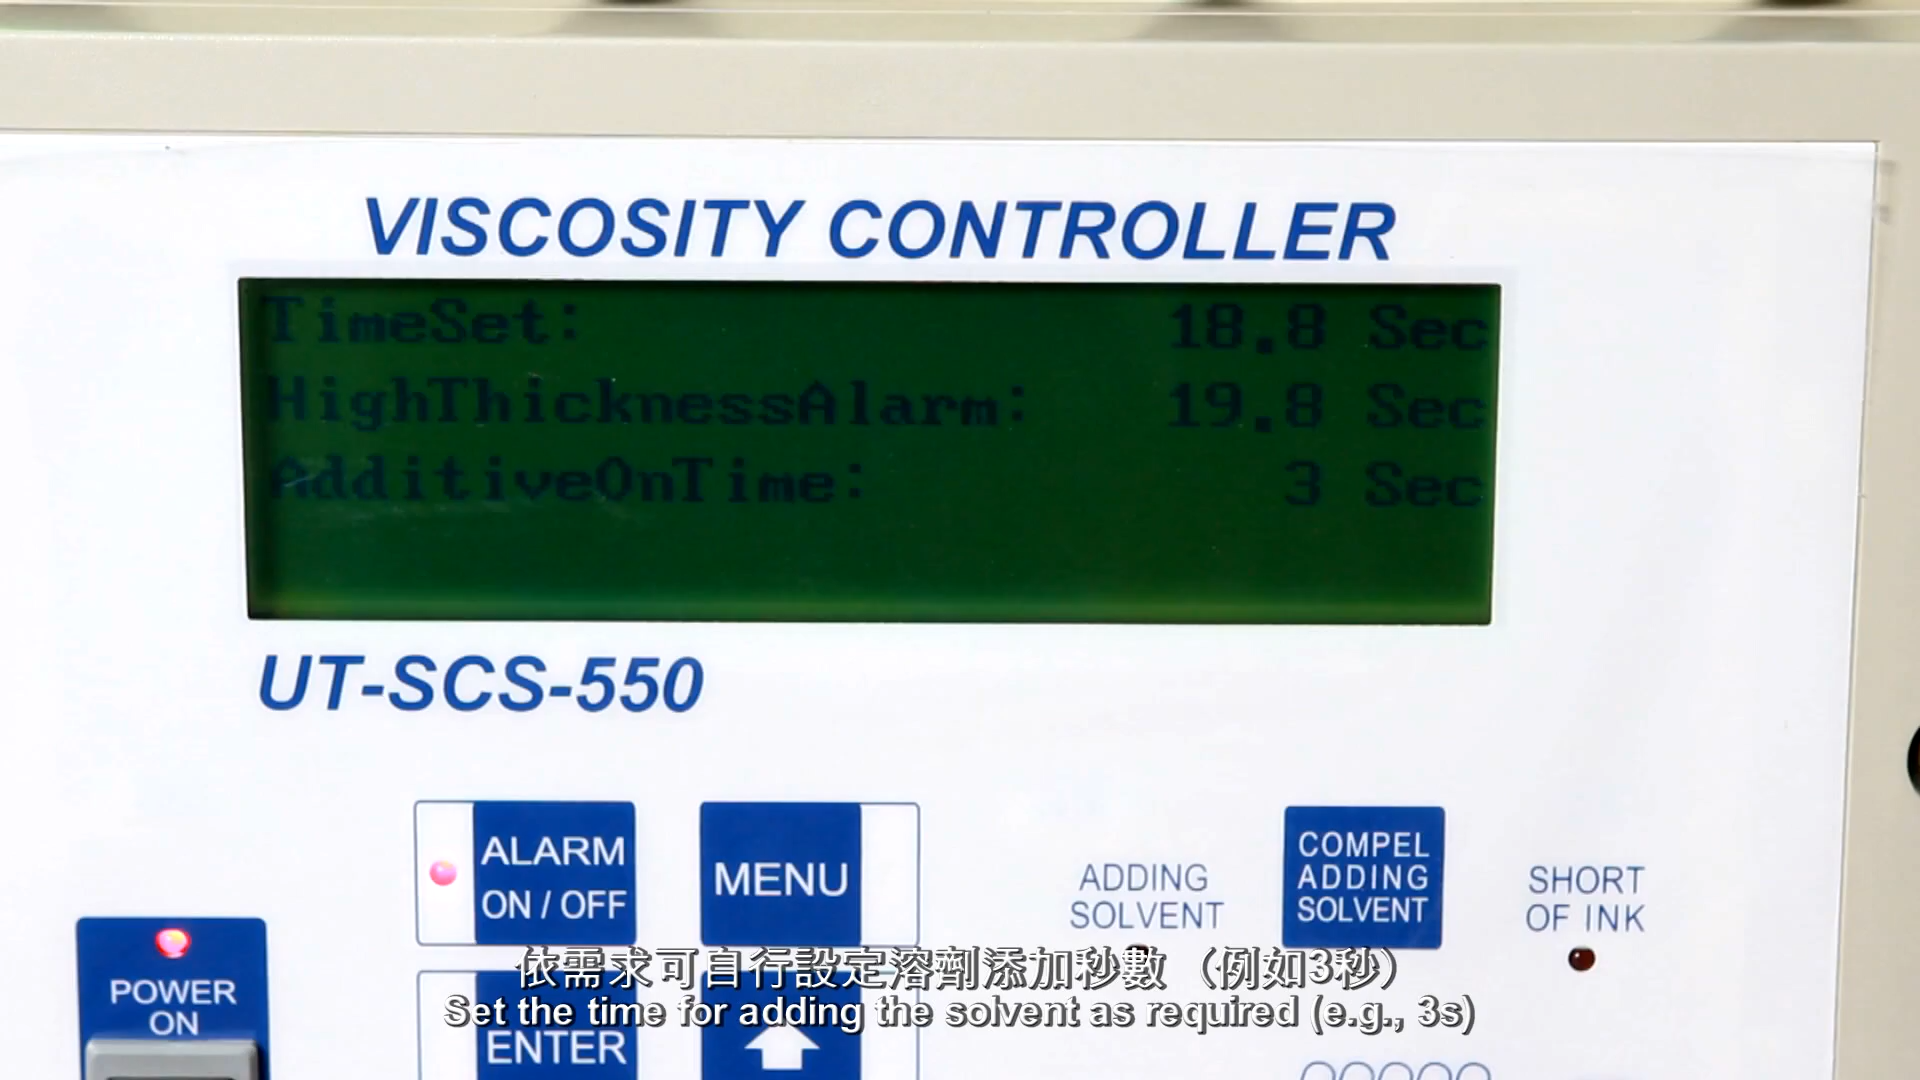 VISCOSITY CONTROLLER
TimeSet: 18.8 Sec
HighThicknessAlarm: 19.8 Sec
AdditiveOnTime: 3 Sec
UT-SCS-550
ALARM
ON / OFF
MENU
ADDING
SOLVENT
COMPEL
ADDING
SOLVENT
SHORT
OF INK
POWER
ON
ENTER
依需求可自行設定溶劑添加秒數（例如3秒）
Set the time for adding the solvent as required (e.g., 3s)